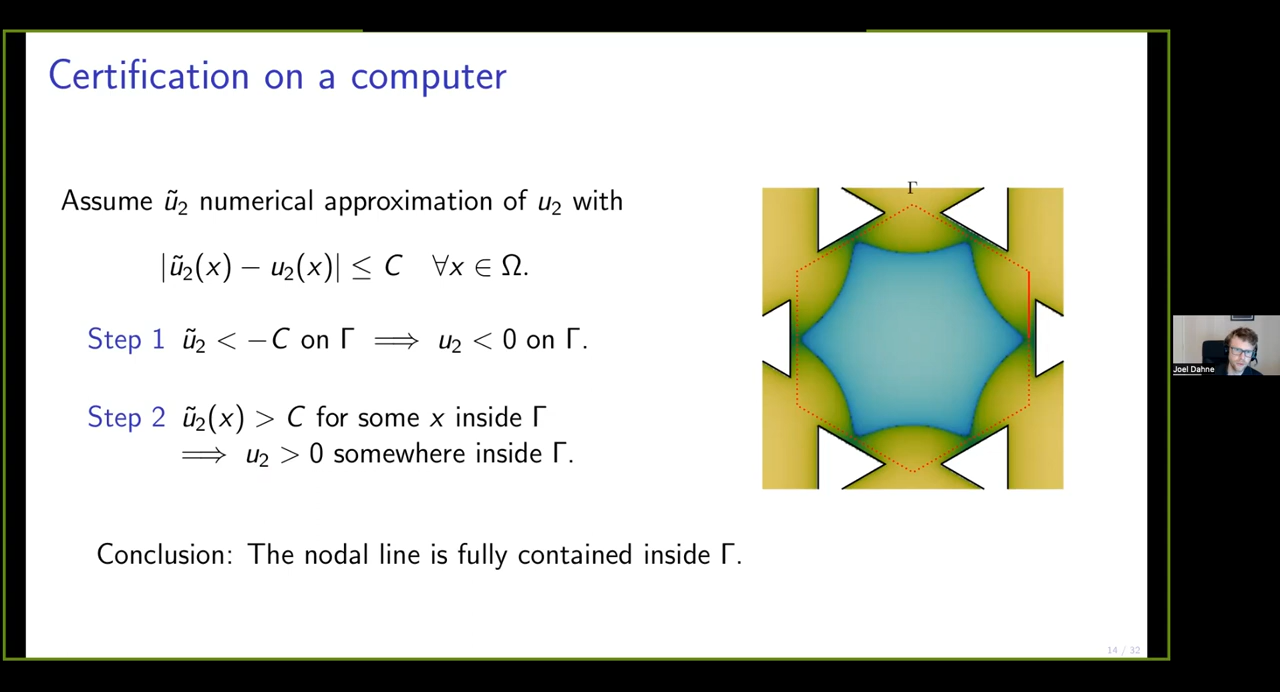 Certification on a computer
Assume ũ₂ numerical approximation of u₂ with
|ũ₂(x) − u₂(x)| ≤ C ∀x ∈ Ω.
Step 1 ũ₂ < −C on Γ ⟹ u₂ < 0 on Γ.
Step 2 ũ₂(x) > C for some x inside Γ
⟹ u₂ > 0 somewhere inside Γ.
Conclusion: The nodal line is fully contained inside Γ.
Γ
Joel Dahne
14 / 32